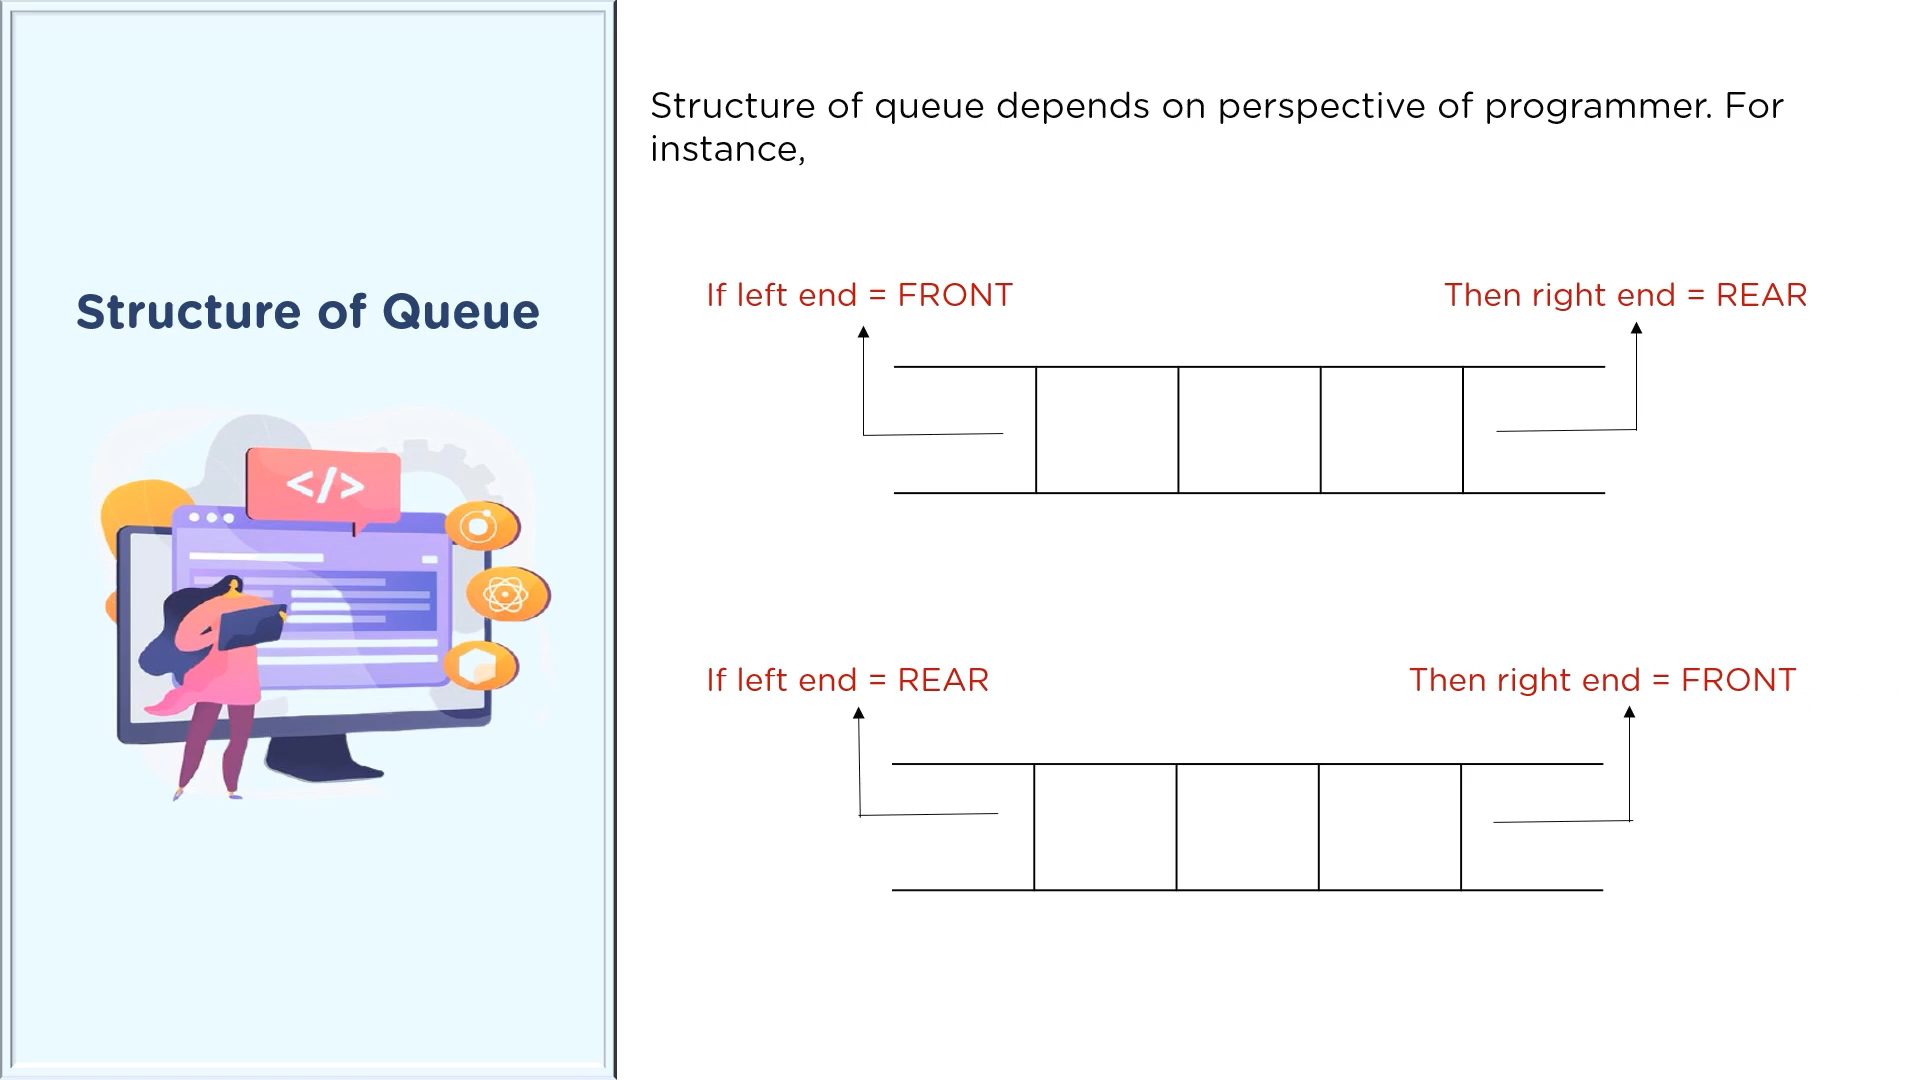 Structure of Queue
Structure of queue depends on perspective of programmer. For
instance,
If left end = FRONT
Then right end = REAR
</>
If left end = REAR
Then right end = FRONT